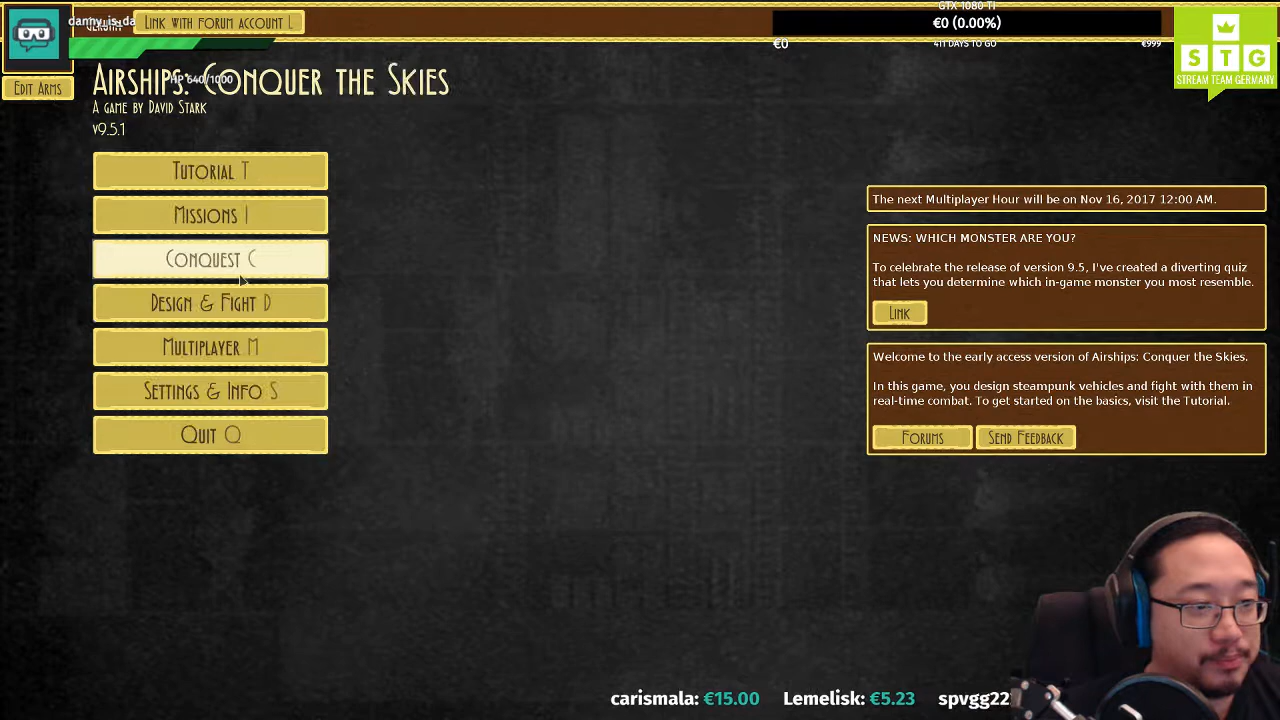 danny is da
Link with forum account L
GTX 1080 Ti
€0 (0.00%)
€0
411 DAYS TO GO
€999
STG
STREAM TEAM GERMANY
HP 640/1000
Edit Arms
Airships: Conquer the Skies
A game by David Stark
v9.5.1
Tutorial T
Missions I
Conquest C
Design & Fight D
Multiplayer M
Settings & Info S
Quit Q
The next Multiplayer Hour will be on Nov 16, 2017 12:00 AM.
NEWS: WHICH MONSTER ARE YOU?
To celebrate the release of version 9.5, I've created a diverting quiz
that lets you determine which in-game monster you most resemble.
Link
Welcome to the early access version of Airships: Conquer the Skies.
In this game, you design steampunk vehicles and fight with them in
real-time combat. To get started on the basics, visit the Tutorial.
Forums
Send Feedback
carismala: €15.00 Lemelisk: €5.23 spvgg22